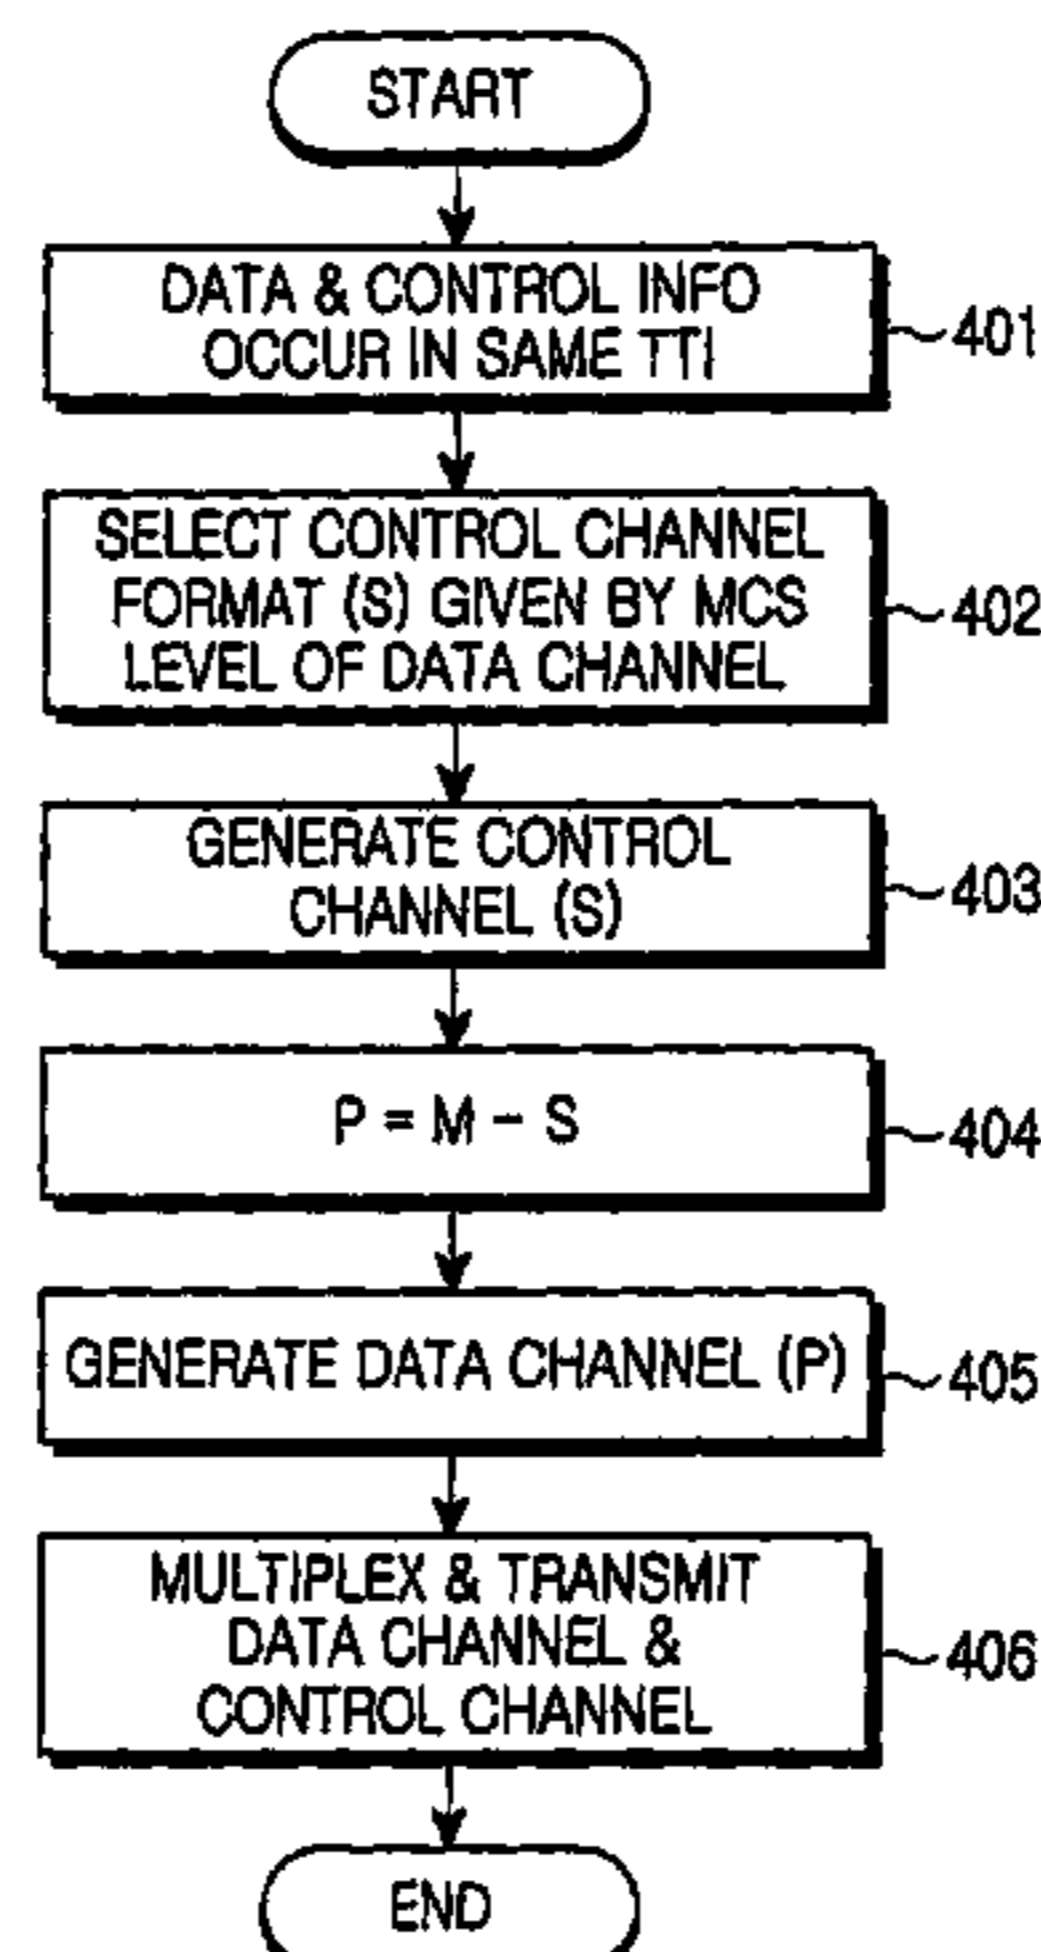 START
DATA & CONTROL INFO
OCCUR IN SAME TTI
401
SELECT CONTROL CHANNEL
FORMAT (S) GIVEN BY MCS
LEVEL OF DATA CHANNEL
402
GENERATE CONTROL
CHANNEL (S)
403
P = M - S
404
GENERATE DATA CHANNEL (P)
405
MULTIPLEX & TRANSMIT
DATA CHANNEL &
CONTROL CHANNEL
406
END